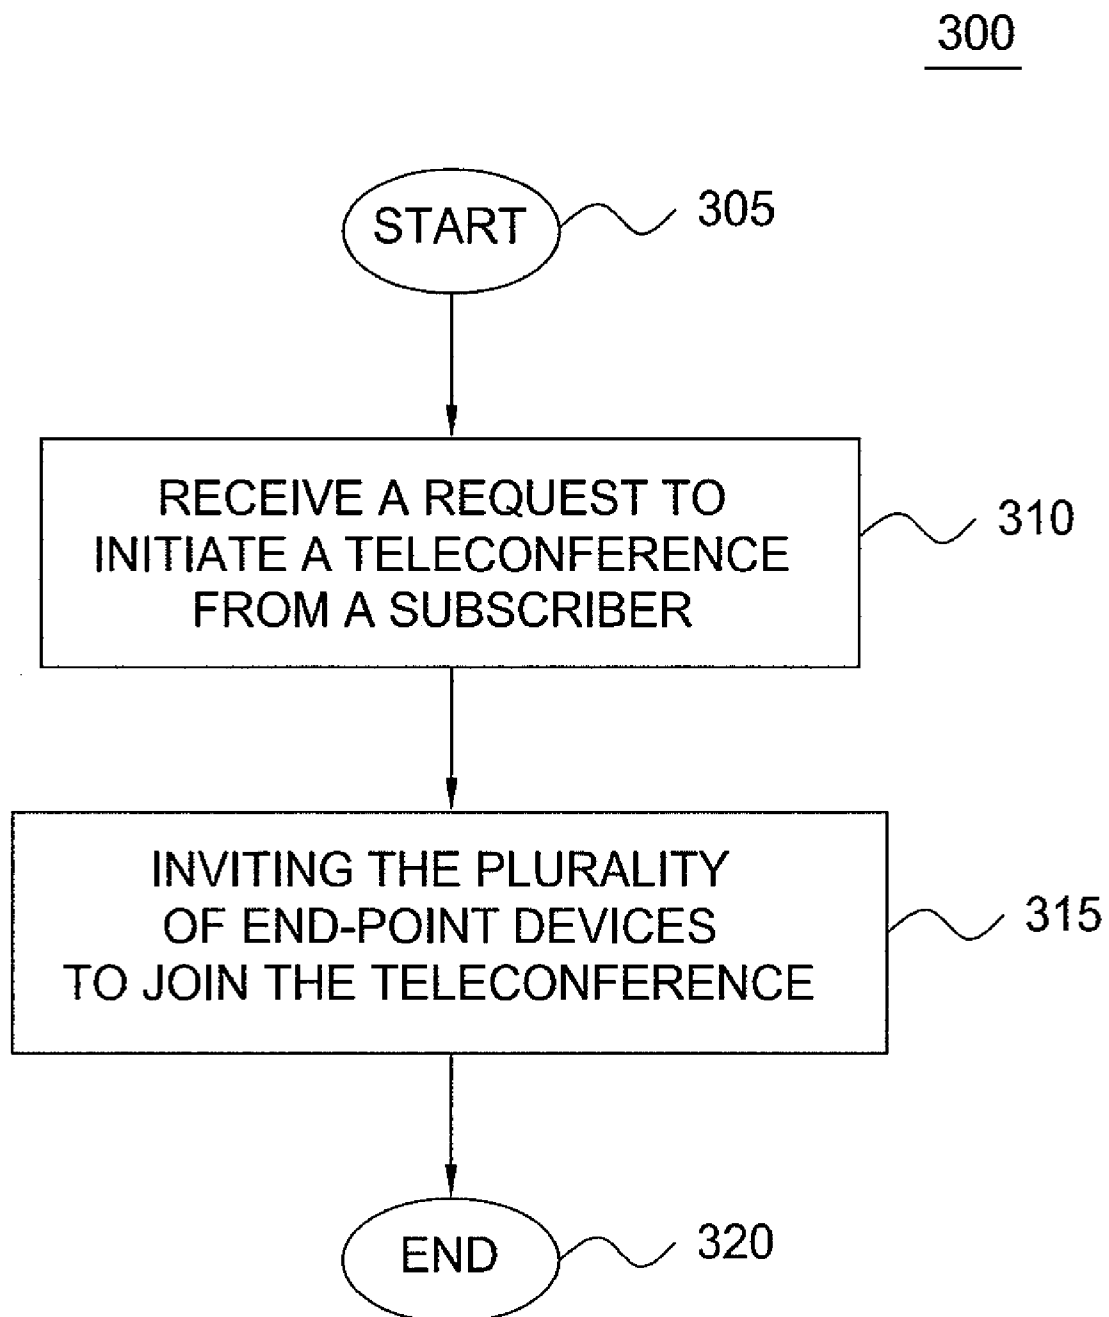 300
START
305
RECEIVE A REQUEST TO
INITIATE A TELECONFERENCE
FROM A SUBSCRIBER
310
INVITING THE PLURALITY
OF END-POINT DEVICES
TO JOIN THE TELECONFERENCE
315
END
320